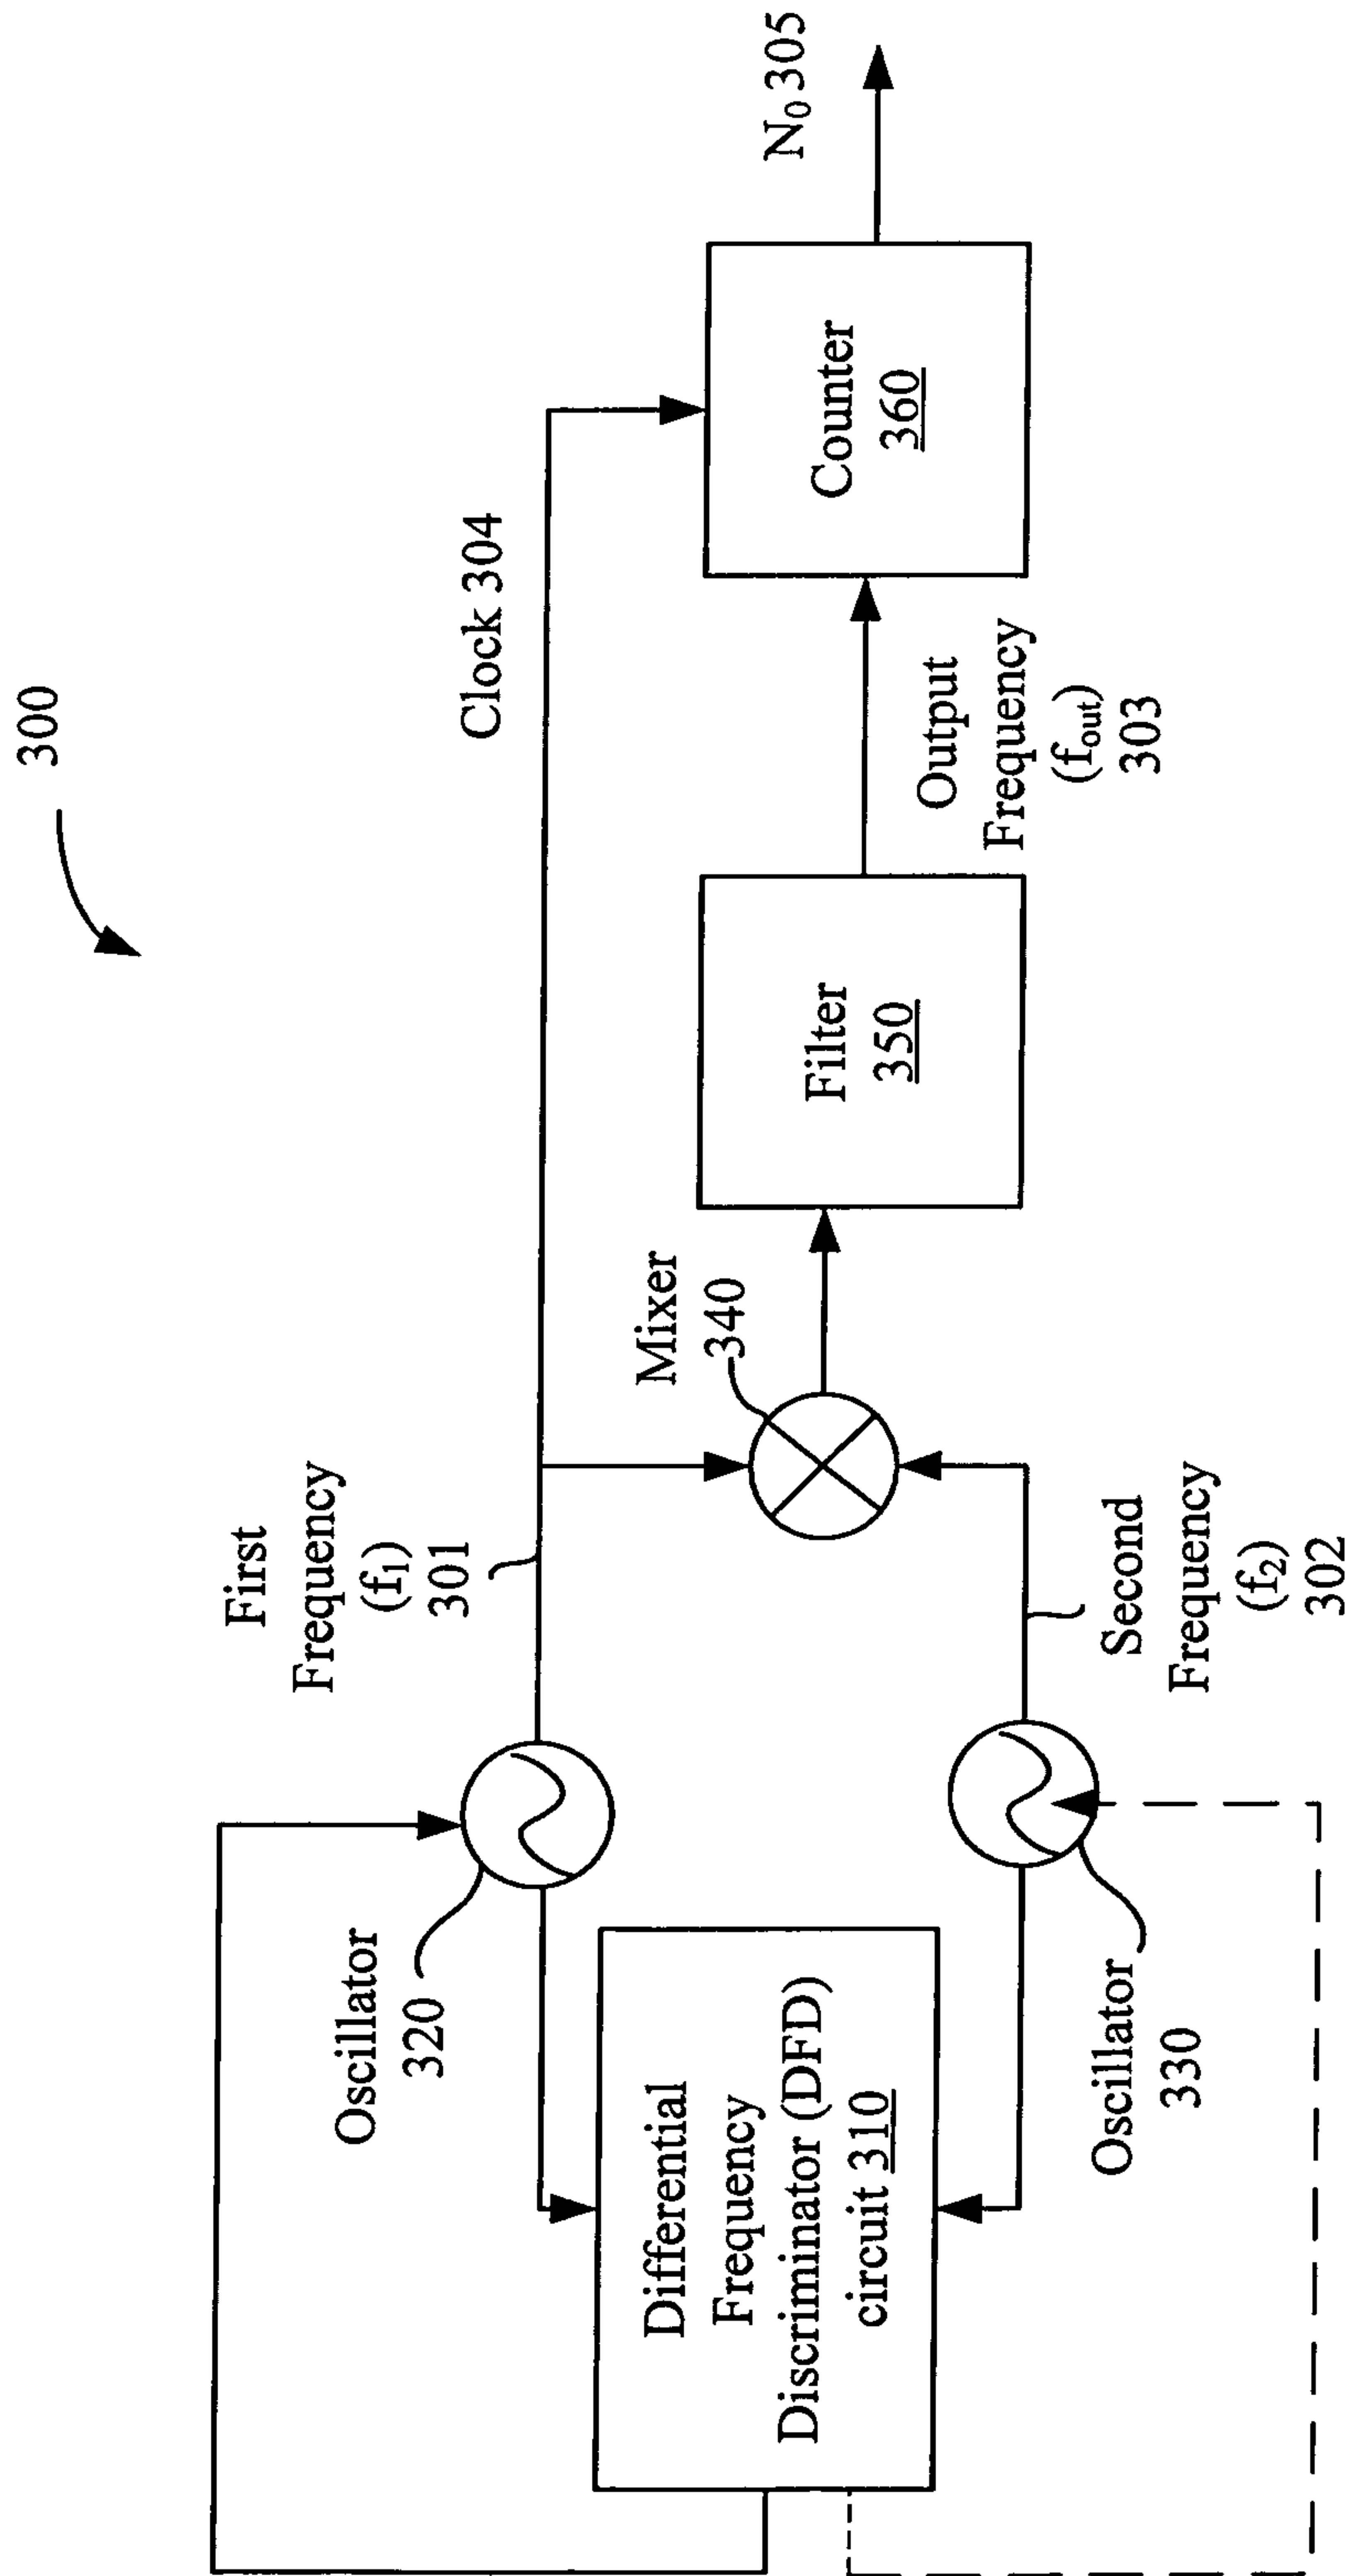 300
Clock 304
N₀ 305
First
Frequency
(f₁)
301
Oscillator
320
Mixer
340
Filter
350
Output
Frequency
(fout)
303
Counter
360
Differential
Frequency
Discriminator (DFD)
circuit 310
Oscillator
330
Second
Frequency
(f₂)
302